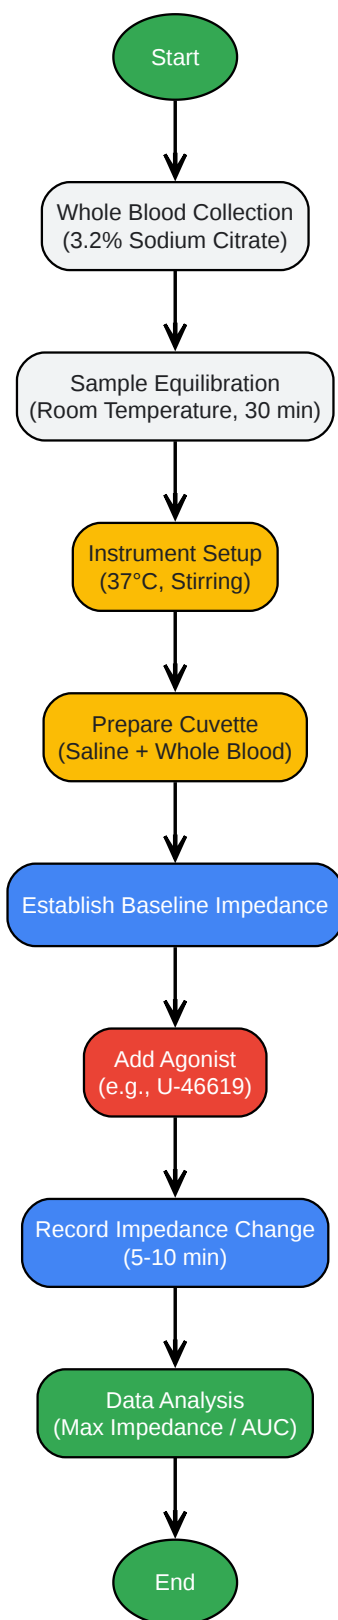 Start
Whole Blood Collection
(3.2% Sodium Citrate)
Sample Equilibration
(Room Temperature, 30 min)
Instrument Setup
(37°C, Stirring)
Prepare Cuvette
(Saline + Whole Blood)
Establish Baseline Impedance
Add Agonist
(e.g., U-46619)
Record Impedance Change
(5-10 min)
Data Analysis
(Max Impedance / AUC)
End